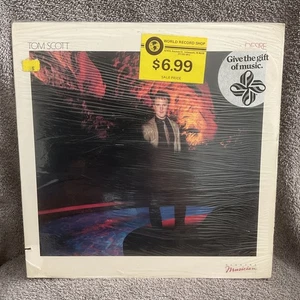 TOM SCOTT
DESIRE
WORLD RECORD SHOP
$6.99
SALE PRICE
Give the gift
of music.
Musician